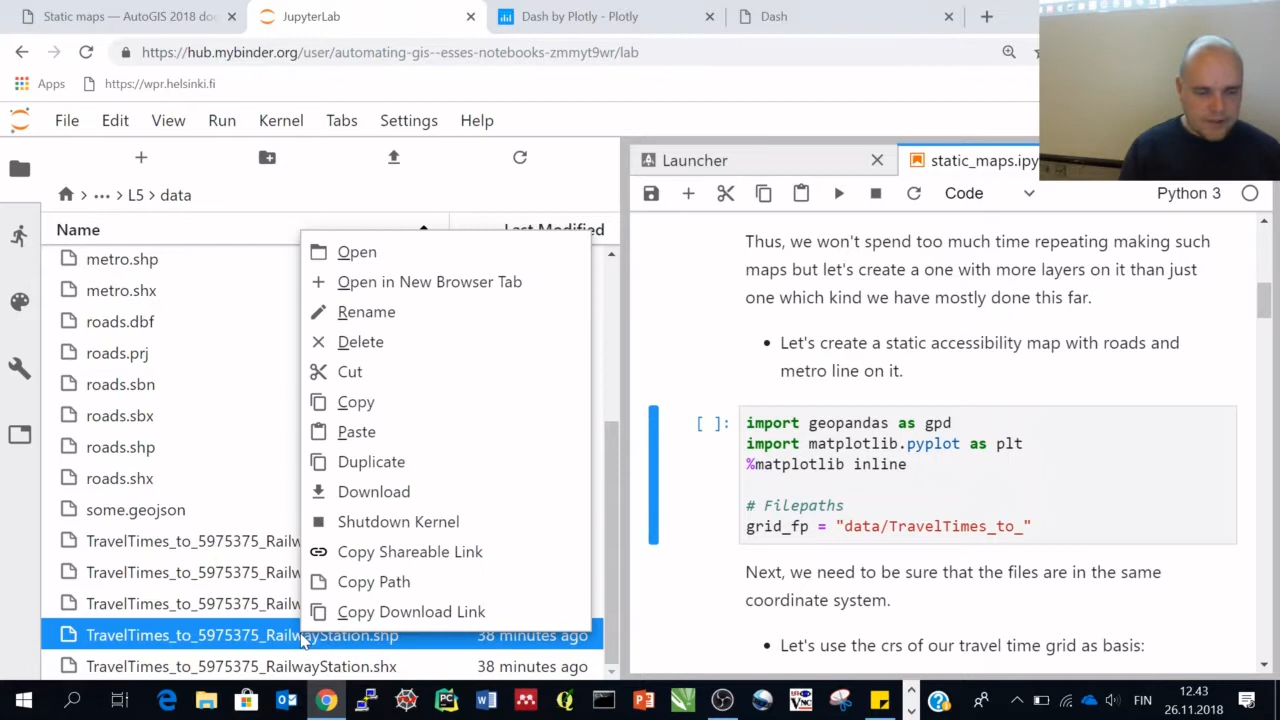 Static maps — AutoGIS 2018 do
JupyterLab
Dash by Plotly - Plotly
Dash
https://hub.mybinder.org/user/automating-gis--esses-notebooks-zmmyt9wr/lab
Apps
https://wpr.helsinki.fi
File Edit View Run Kernel Tabs Settings Help
Launcher
static_maps.ipy
L5 > data
Code
Python 3
Name
Last Modified
metro.shp
metro.shx
roads.dbf
roads.prj
roads.sbn
roads.sbx
roads.shp
roads.shx
some.geojson
TravelTimes_to_5975375_Railw
TravelTimes_to_5975375_Railw
TravelTimes_to_5975375_Railw
TravelTimes_to_5975375_RailwayStation.shp 38 minutes ago
TravelTimes_to_5975375_RailwayStation.shx 38 minutes ago
Open
Open in New Browser Tab
Rename
Delete
Cut
Copy
Paste
Duplicate
Download
Shutdown Kernel
Copy Shareable Link
Copy Path
Copy Download Link
Thus, we won't spend too much time repeating making such
maps but let's create a one with more layers on it than just
one which kind we have mostly done this far.
• Let's create a static accessibility map with roads and
metro line on it.
[ ]:
import geopandas as gpd
import matplotlib.pyplot as plt
%matplotlib inline
# Filepaths
grid_fp = "data/TravelTimes_to_"
Next, we need to be sure that the files are in the same
coordinate system.
• Let's use the crs of our travel time grid as basis:
FIN
12.43
26.11.2018